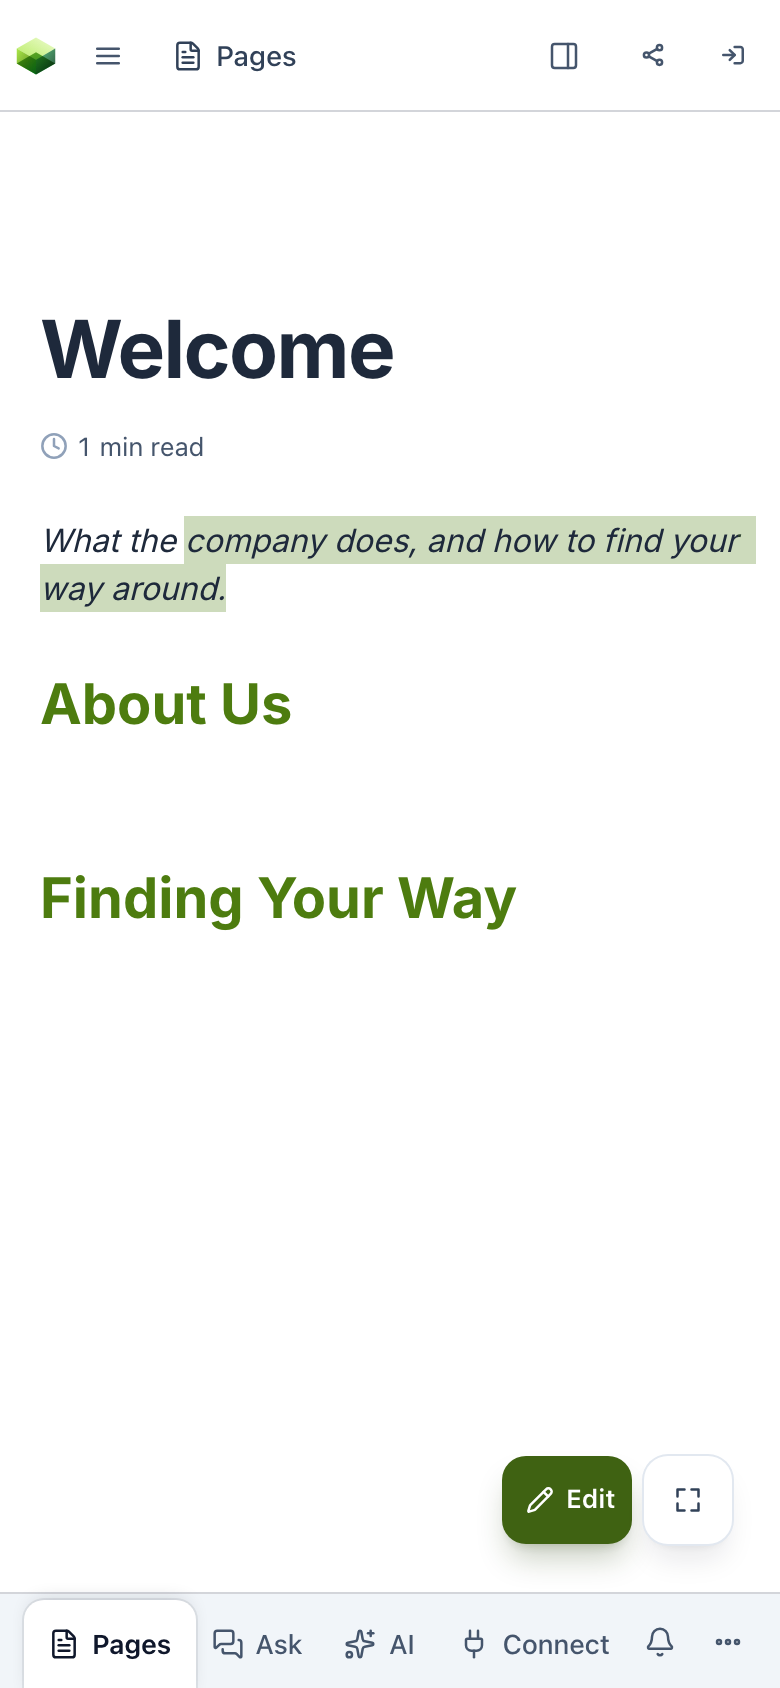 Pages
Welcome
1 min read
What the company does, and how to find your
way around.
About Us
Finding Your Way
Edit
Pages
Ask
AI
Connect